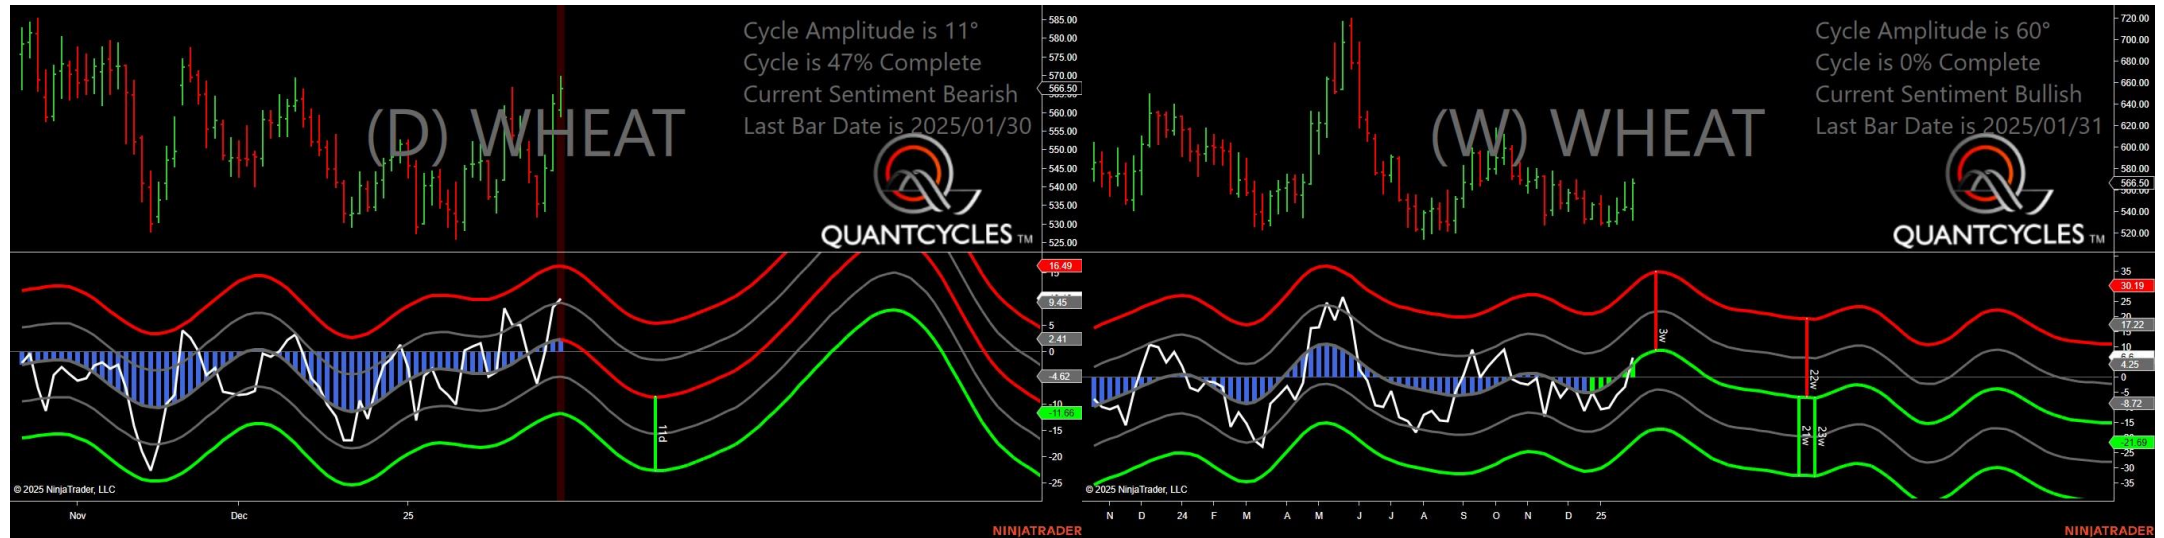 Cycle Amplitude is 11°
Cycle is 47% Complete
Current Sentiment Bearish
Last Bar Date is 2025/01/30
(D) WHEAT
QUANTCYCLES TM
585.00
580.00
575.00
570.00
566.50
560.00
555.00
550.00
545.00
540.00
535.00
530.00
525.00
16.49
15
9.45
5
2.41
0
-4.62
-10
-11.66
-15
-20
-25
11d
© 2025 NinjaTrader, LLC
Nov
Dec
25
NINJATRADER
Cycle Amplitude is 60°
Cycle is 0% Complete
Current Sentiment Bullish
Last Bar Date is 2025/01/31
(W) WHEAT
QUANTCYCLES TM
720.00
700.00
680.00
660.00
640.00
620.00
600.00
580.00
566.50
540.00
520.00
35
30.19
25
20
17.22
10
6.6
4.25
0
-5
-8.72
-15
-21.69
-25
-30
-35
3w
22w
21w
23w
© 2025 NinjaTrader, LLC
N D 24 F M A M J J A S O N D 25
NINJATRADER